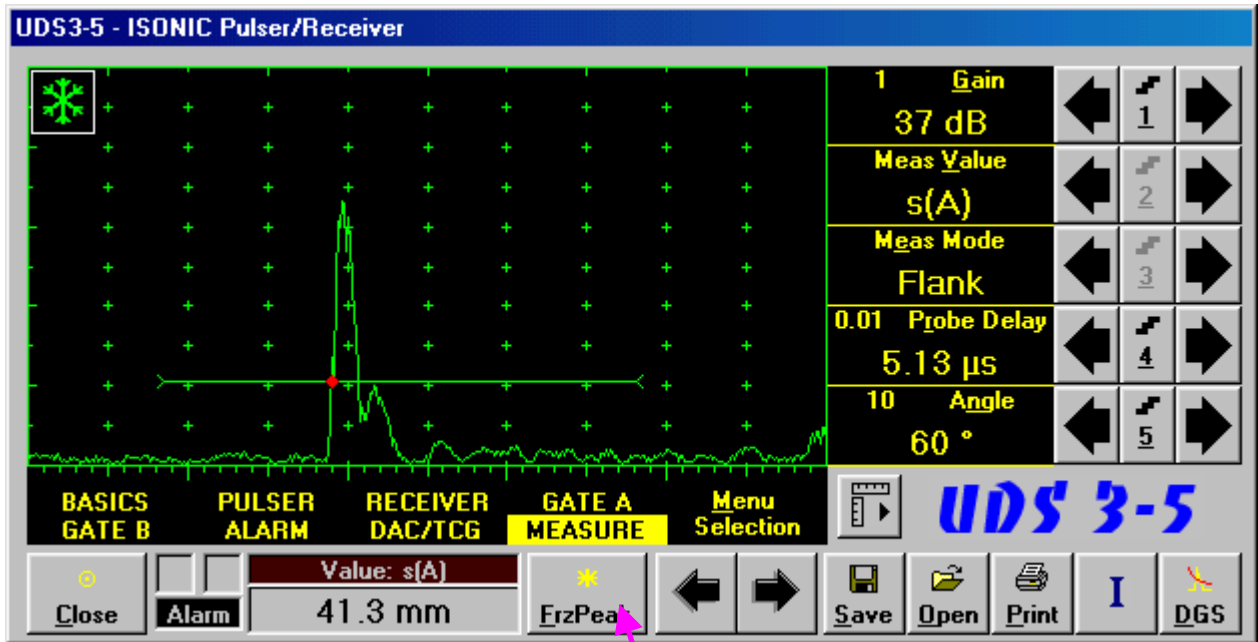 UDS3-5 - ISONIC Pulser/Receiver
1 Gain
37 dB
1
Meas Value
s(A)
2
Meas Mode
Flank
3
0.01 Probe Delay
5.13 µs
4
10 Angle
60 °
5
BASICS PULSER RECEIVER GATE A Menu
GATE B ALARM DAC/TCG MEASURE Selection
UDS 3-5
Close
Alarm
Value: s(A)
41.3 mm
FrzPeak
Save
Open
Print
I
DGS